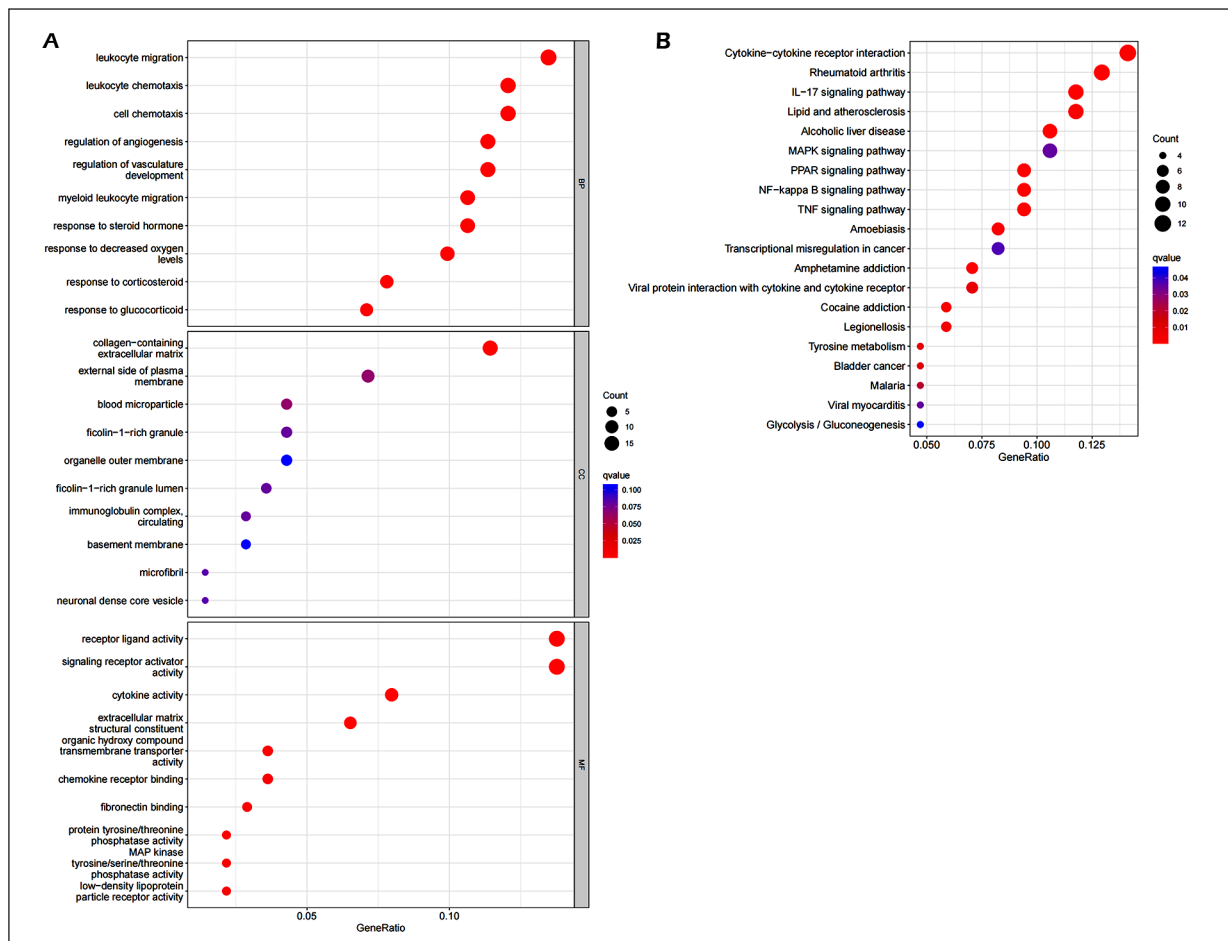 A
leukocyte migration
leukocyte chemotaxis
cell chemotaxis
regulation of angiogenesis
regulation of vasculature
development
myeloid leukocyte migration
response to steroid hormone
response to decreased oxygen
levels
response to corticosteroid
response to glucocorticoid
BP
collagen−containing
extracellular matrix
external side of plasma
membrane
blood microparticle
ficolin−1−rich granule
organelle outer membrane
ficolin−1−rich granule lumen
immunoglobulin complex,
circulating
basement membrane
microfibril
neuronal dense core vesicle
CC
receptor ligand activity
signaling receptor activator
activity
cytokine activity
extracellular matrix
structural constituent
organic hydroxy compound
transmembrane transporter
activity
chemokine receptor binding
fibronectin binding
protein tyrosine/threonine
phosphatase activity
MAP kinase
tyrosine/serine/threonine
phosphatase activity
low−density lipoprotein
particle receptor activity
MF
0.05
0.10
GeneRatio
Count
5
10
15
qvalue
0.100
0.075
0.050
0.025
B
Cytokine−cytokine receptor interaction
Rheumatoid arthritis
IL−17 signaling pathway
Lipid and atherosclerosis
Alcoholic liver disease
MAPK signaling pathway
PPAR signaling pathway
NF−kappa B signaling pathway
TNF signaling pathway
Amoebiasis
Transcriptional misregulation in cancer
Amphetamine addiction
Viral protein interaction with cytokine and cytokine receptor
Cocaine addiction
Legionellosis
Tyrosine metabolism
Bladder cancer
Malaria
Viral myocarditis
Glycolysis / Gluconeogenesis
0.050
0.075
0.100
0.125
GeneRatio
Count
4
6
8
10
12
qvalue
0.04
0.03
0.02
0.01